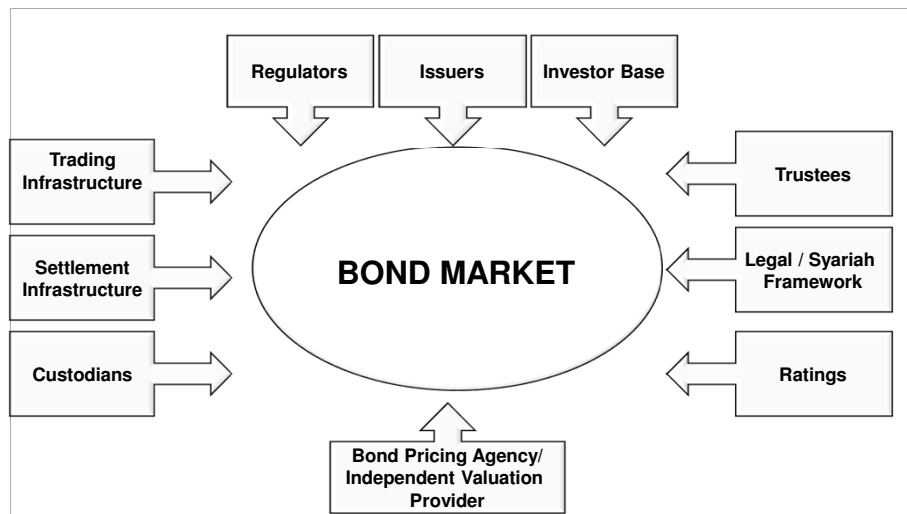 Regulators
Issuers
Investor Base
Trading
Infrastructure
Trustees
Settlement
Infrastructure
BOND MARKET
Legal / Syariah
Framework
Custodians
Ratings
Bond Pricing Agency/
Independent Valuation
Provider